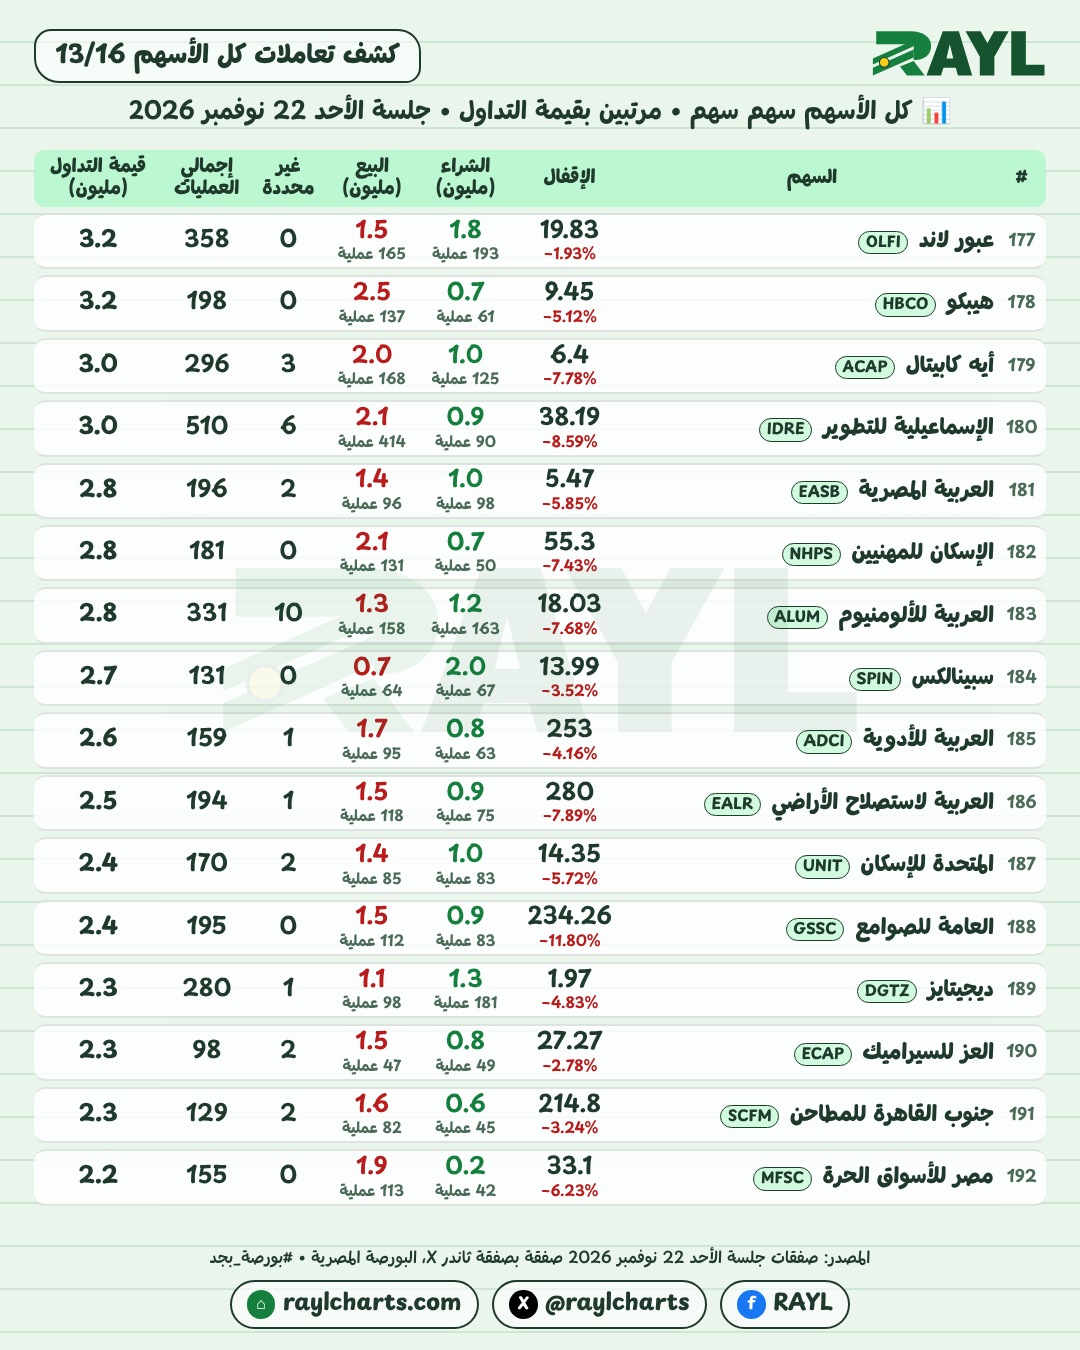 RAYL
كشف تعاملات كل الأسهم 13/16
📊 كل الأسهم سهم سهم • مرتبين بقيمة التداول • جلسة الأحد 22 نوفمبر 2026
# السهم الإقفال الشراء (مليون) البيع (مليون) غير محددة إجمالي العمليات قيمة التداول (مليون)
177 عبور لاند OLFI 19.83 -1.93% 1.8 193 عملية 1.5 165 عملية 0 358 3.2
178 هيبكو HBCO 9.45 -5.12% 0.7 61 عملية 2.5 137 عملية 0 198 3.2
179 أيه كابيتال ACAP 6.4 -7.78% 1.0 125 عملية 2.0 168 عملية 3 296 3.0
180 الإسماعيلية للتطوير IDRE 38.19 -8.59% 0.9 90 عملية 2.1 414 عملية 6 510 3.0
181 العربية المصرية EASB 5.47 -5.85% 1.0 98 عملية 1.4 96 عملية 2 196 2.8
182 الإسكان للمهنيين NHPS 55.3 -7.43% 0.7 50 عملية 2.1 131 عملية 0 181 2.8
183 العربية للألومنيوم ALUM 18.03 -7.68% 1.2 163 عملية 1.3 158 عملية 10 331 2.8
184 سبينالكس SPIN 13.99 -3.52% 2.0 67 عملية 0.7 64 عملية 0 131 2.7
185 العربية للأدوية ADCI 253 -4.16% 0.8 63 عملية 1.7 95 عملية 1 159 2.6
186 العربية لاستصلاح الأراضي EALR 280 -7.89% 0.9 75 عملية 1.5 118 عملية 1 194 2.5
187 المتحدة للإسكان UNIT 14.35 -5.72% 1.0 83 عملية 1.4 85 عملية 2 170 2.4
188 العامة للصوامع GSSC 234.26 -11.80% 0.9 83 عملية 1.5 112 عملية 0 195 2.4
189 ديجيتايز DGTZ 1.97 -4.83% 1.3 181 عملية 1.1 98 عملية 1 280 2.3
190 العز للسيراميك ECAP 27.27 -2.78% 0.8 49 عملية 1.5 47 عملية 2 98 2.3
191 جنوب القاهرة للمطاحن SCFM 214.8 -3.24% 0.6 45 عملية 1.6 82 عملية 2 129 2.3
192 مصر للأسواق الحرة MFSC 33.1 -6.23% 0.2 42 عملية 1.9 113 عملية 0 155 2.2
المصدر: صفقات جلسة الأحد 22 نوفمبر 2026 صفقة بصفقة ثاندر X، البورصة المصرية • #بورصة_بجد
raylcharts.com X @raylcharts f RAYL